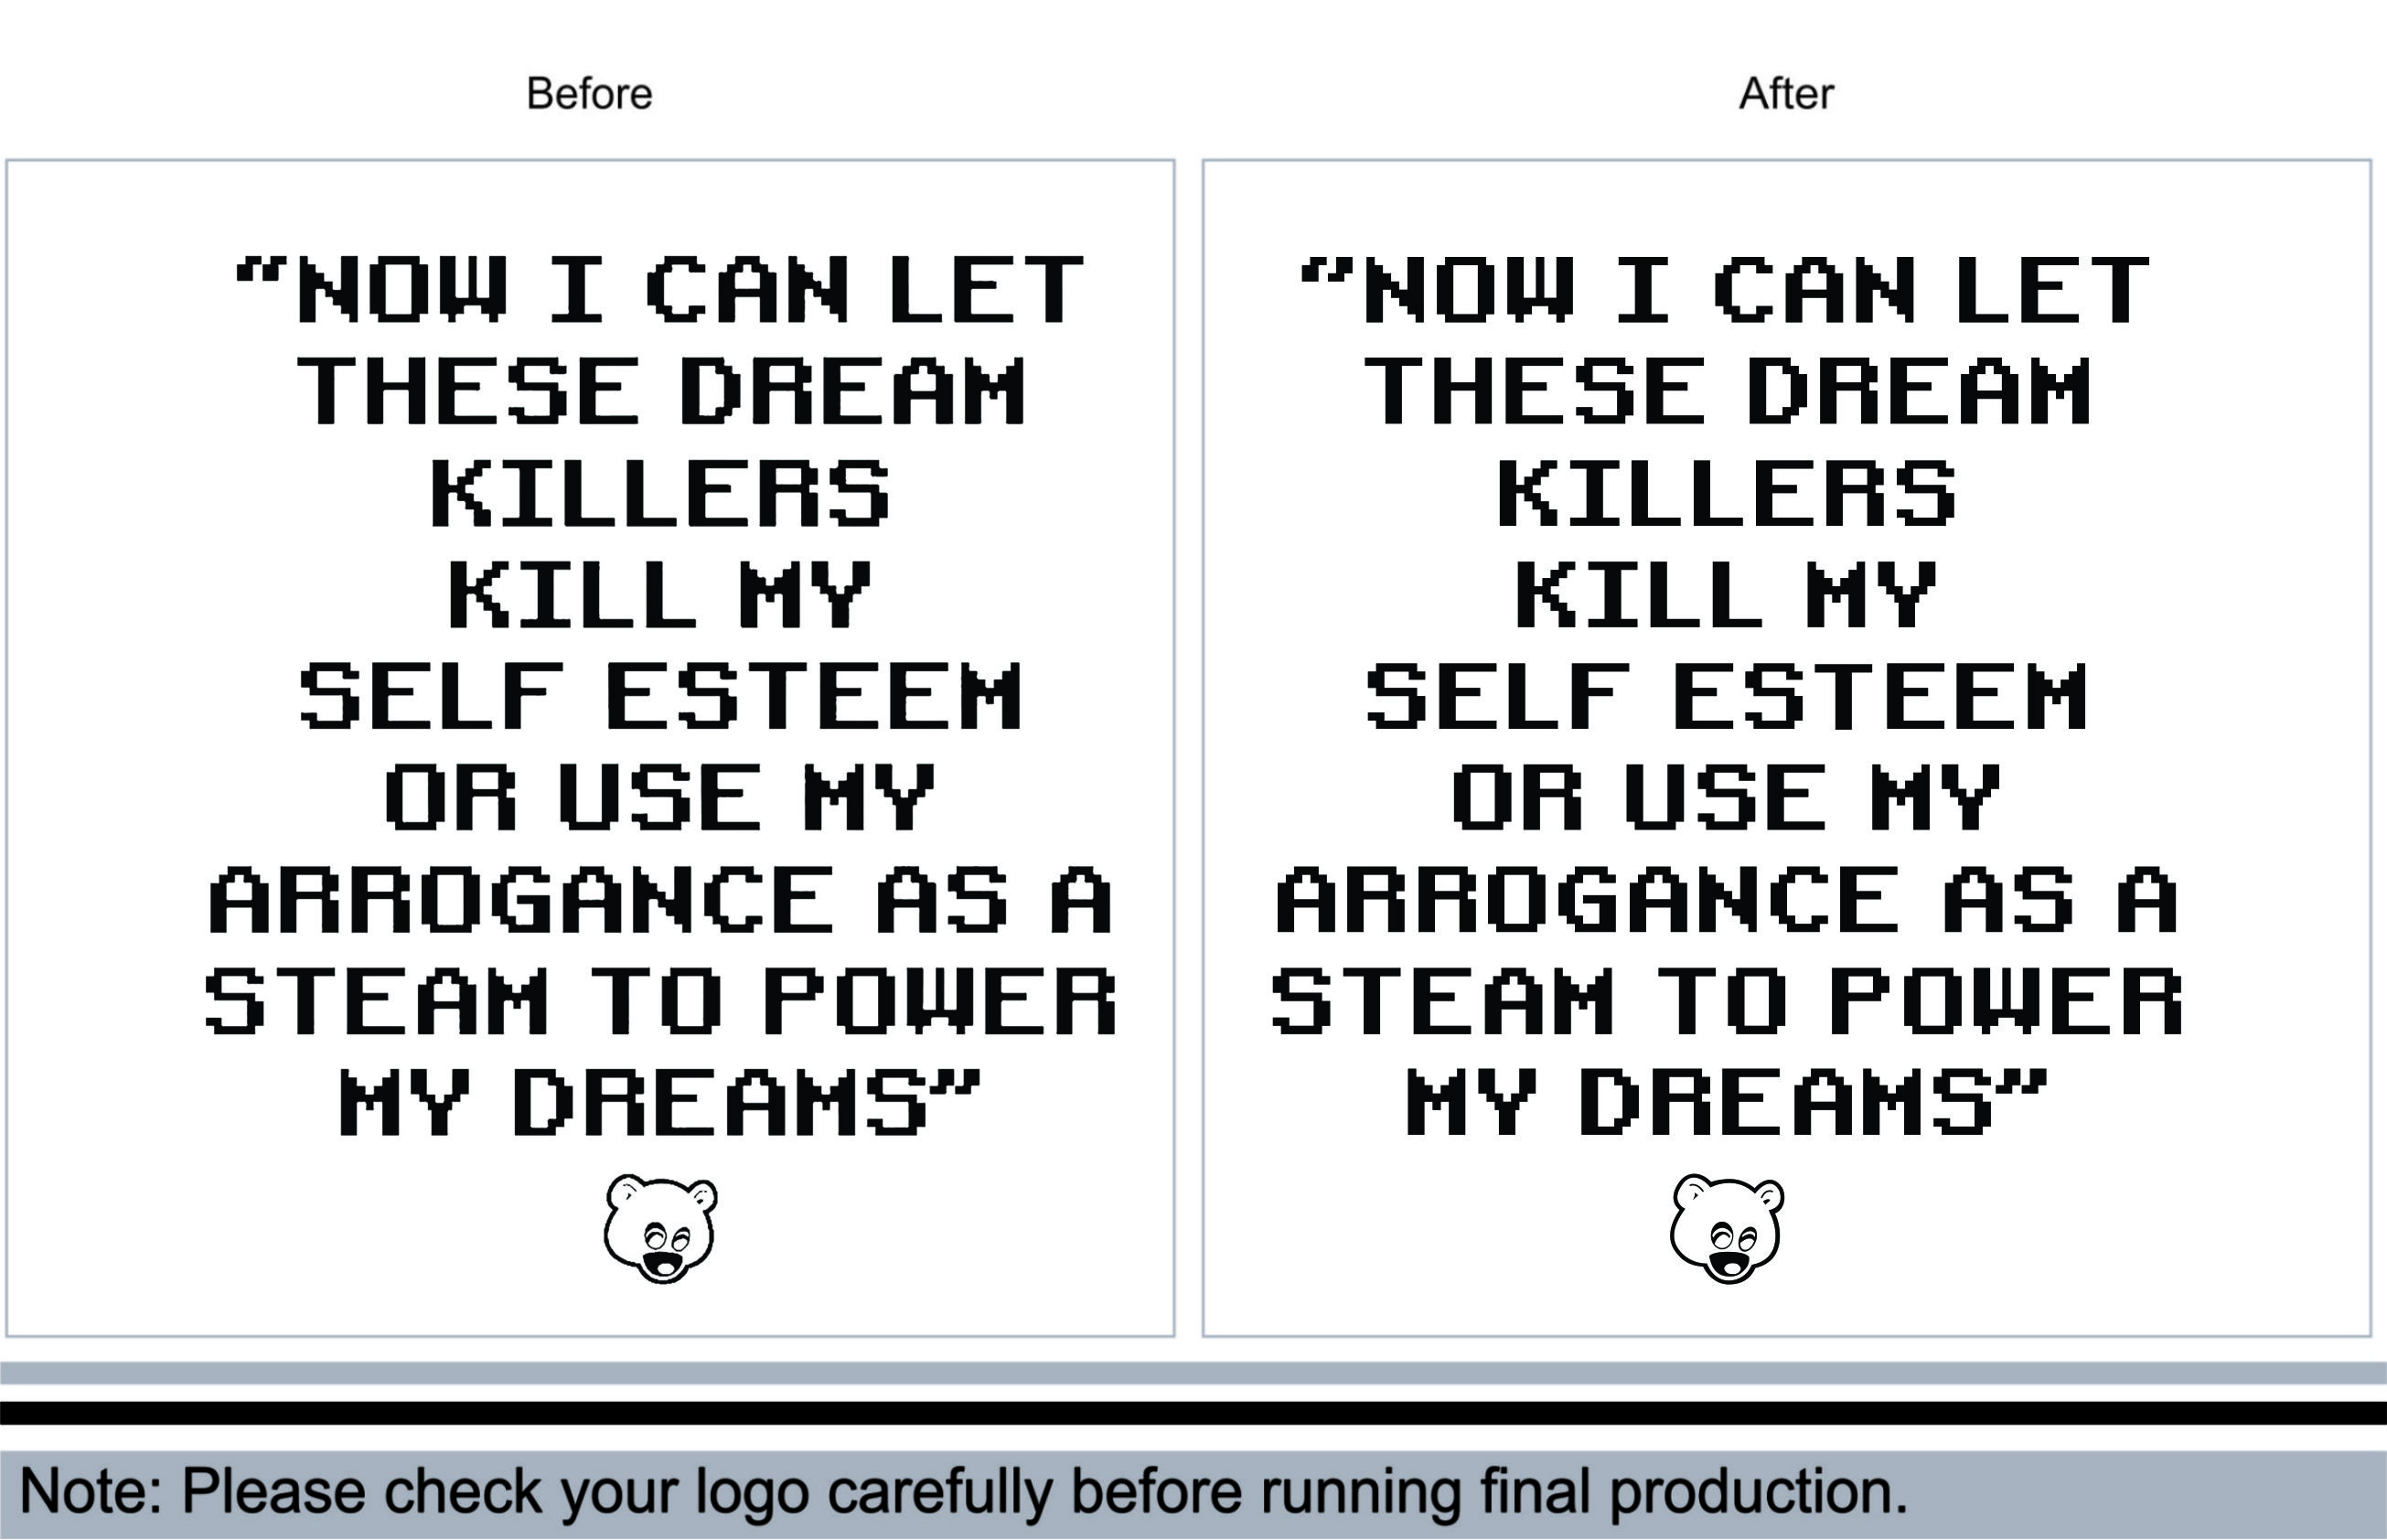 Before
“NOW I CAN LET
THESE DREAM
KILLERS
KILL MY
SELF ESTEEM
OR USE MY
ARROGANCE AS A
STEAM TO POWER
MY DREAMS”
After
“NOW I CAN LET
THESE DREAM
KILLERS
KILL MY
SELF ESTEEM
OR USE MY
ARROGANCE AS A
STEAM TO POWER
MY DREAMS”
Note: Please check your logo carefully before running final production.